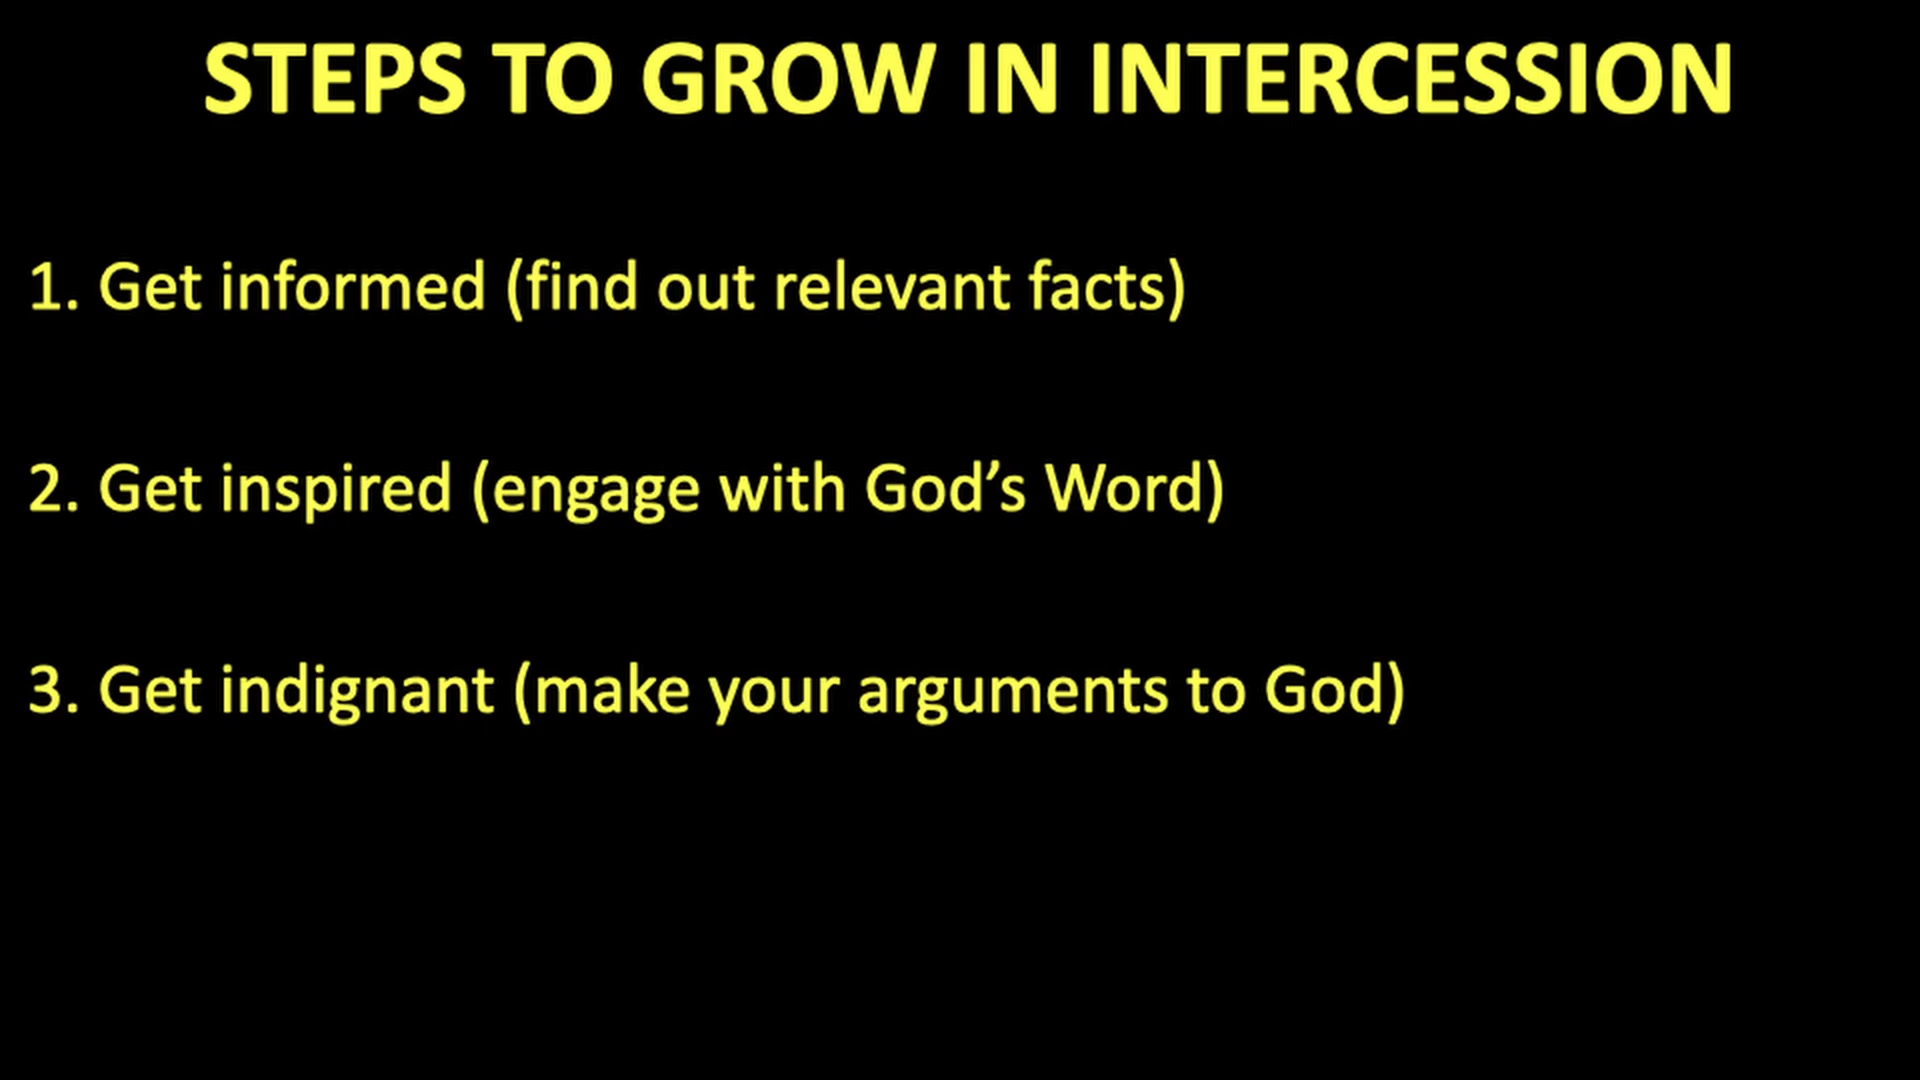 STEPS TO GROW IN INTERCESSION
1. Get informed (find out relevant facts)
2. Get inspired (engage with God’s Word)
3. Get indignant (make your arguments to God)